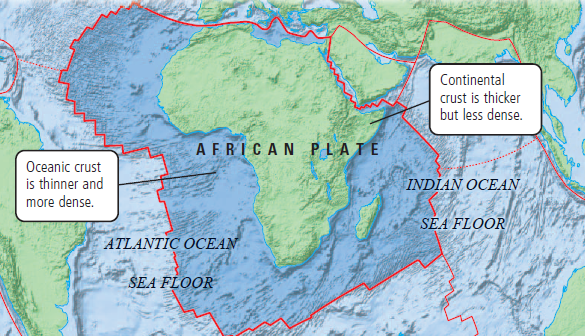 Continental
crust is thicker
but less dense.
AFRICAN PLATE
Oceanic crust
is thinner and
more dense.
INDIAN OCEAN
SEA FLOOR
ATLANTIC OCEAN
SEA FLOOR